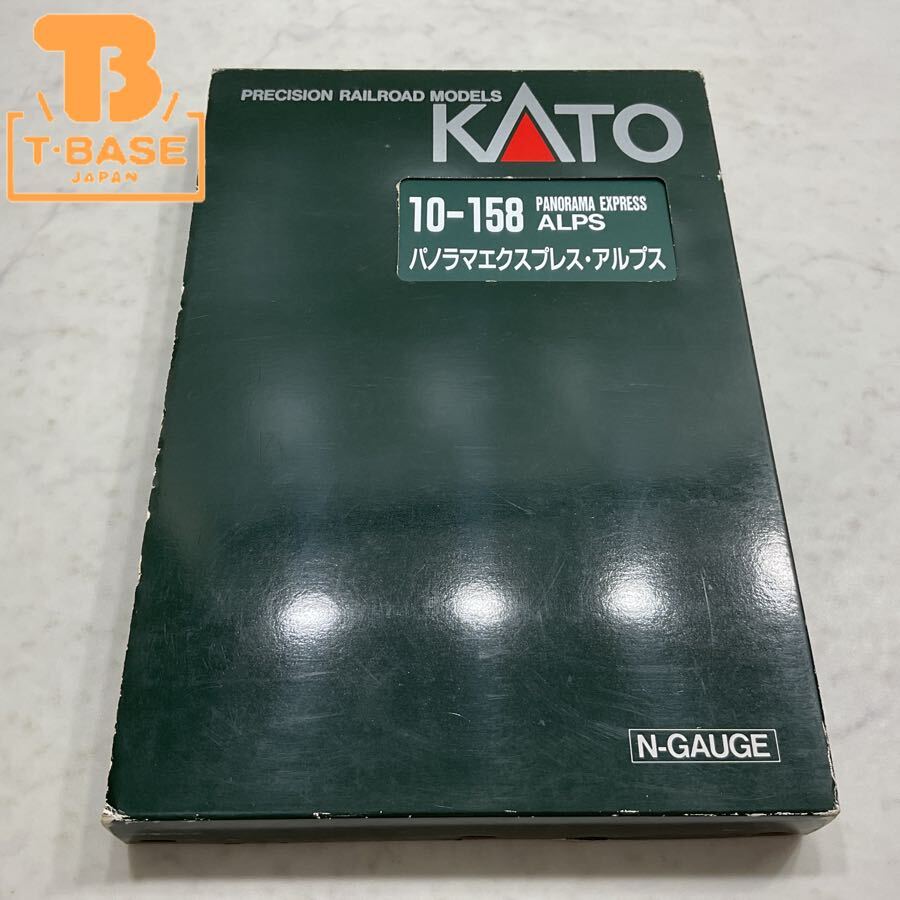 TB
T·BASE
JAPAN
PRECISION RAILROAD MODELS
KATO
10-158 PANORAMA EXPRESS
ALPS
パノラマエクスプレス・アルプス
N-GAUGE